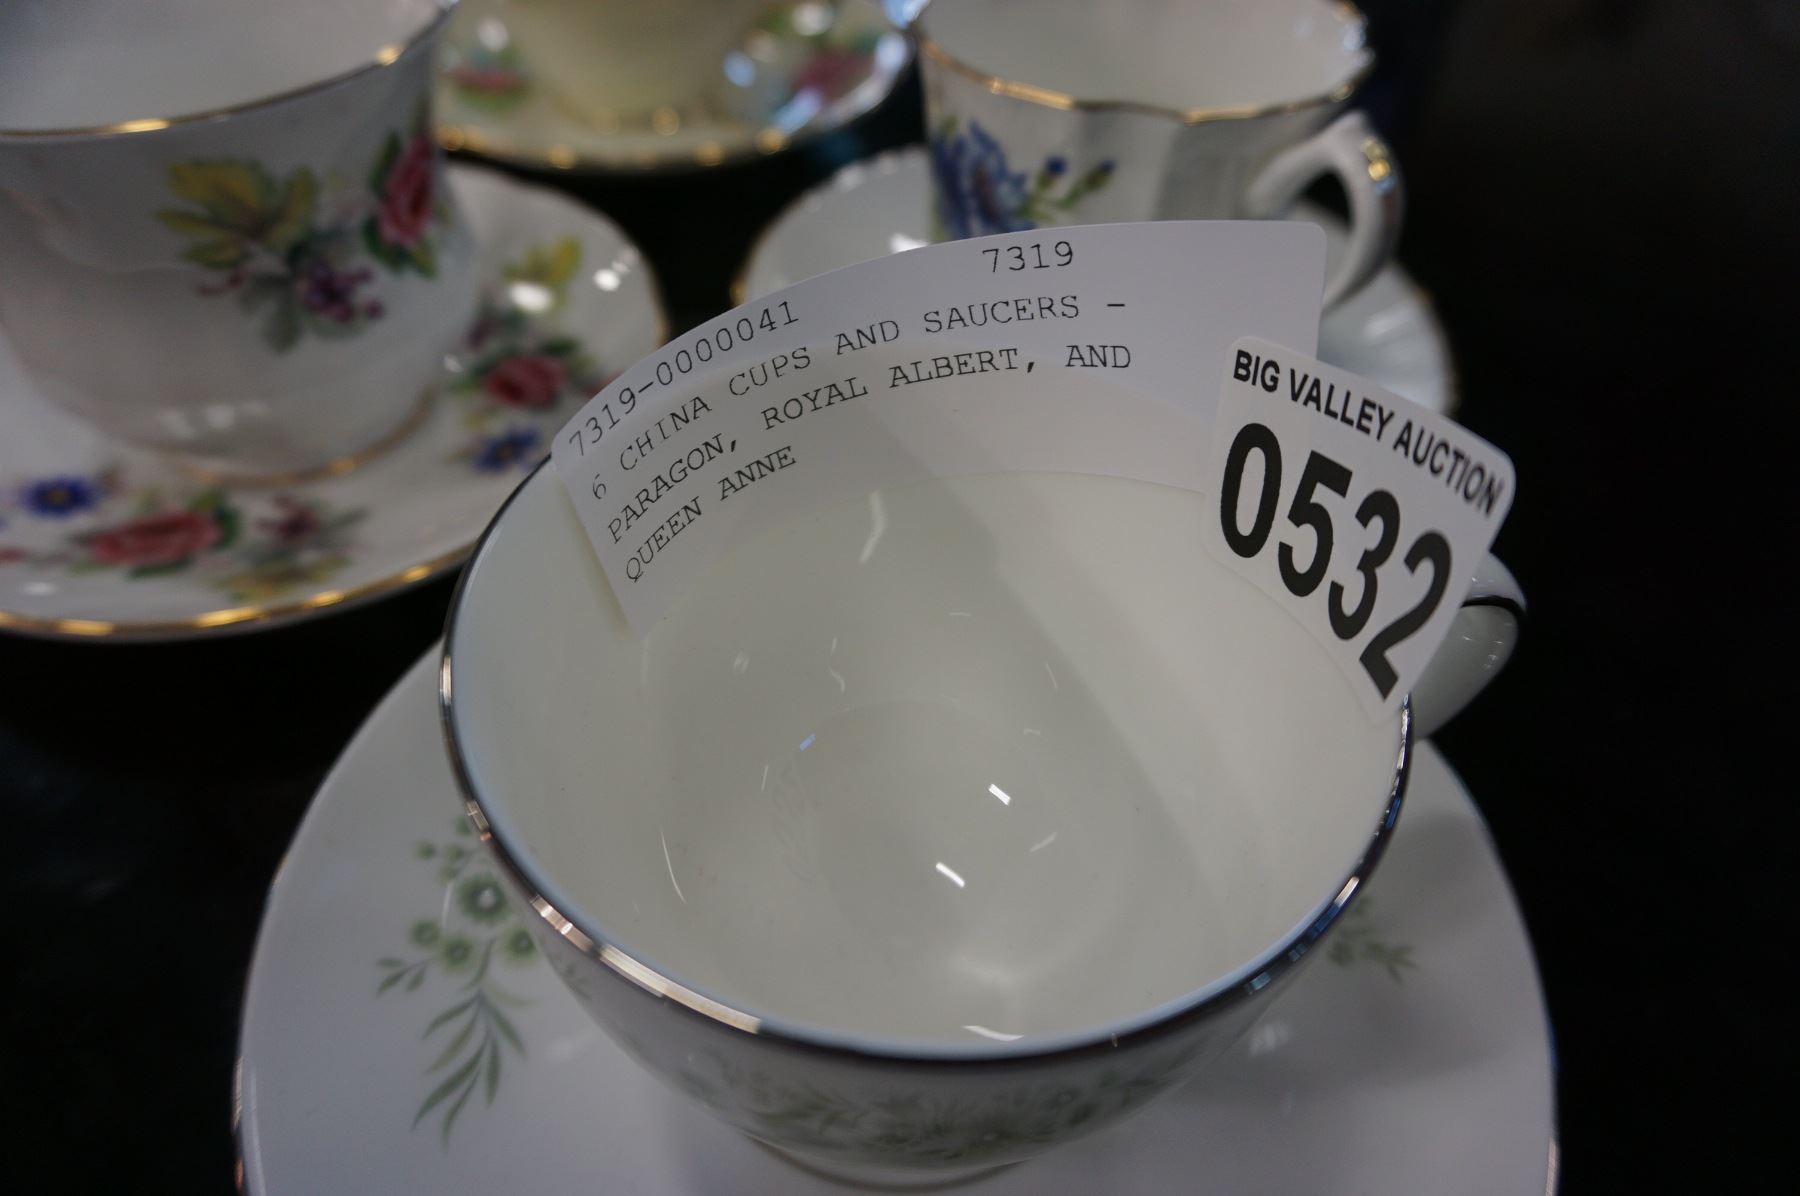 7319-0000041 7319
6 CHINA CUPS AND SAUCERS -
PARAGON, ROYAL ALBERT, AND
QUEEN ANNE
BIG VALLEY AUCTION
0532